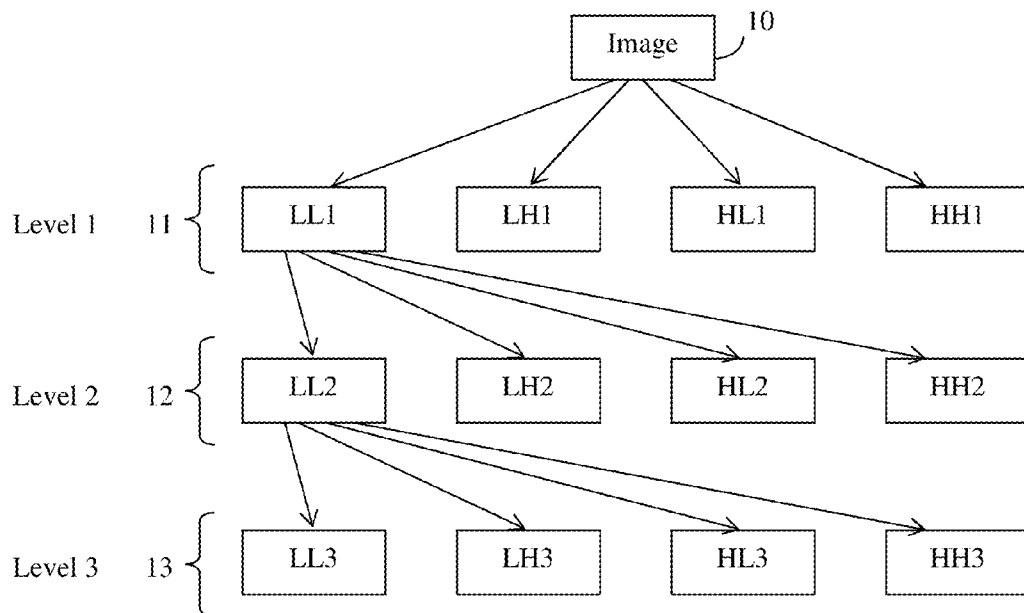 Image 10
Level 1 11 LL1 LH1 HL1 HH1
Level 2 12 LL2 LH2 HL2 HH2
Level 3 13 LL3 LH3 HL3 HH3